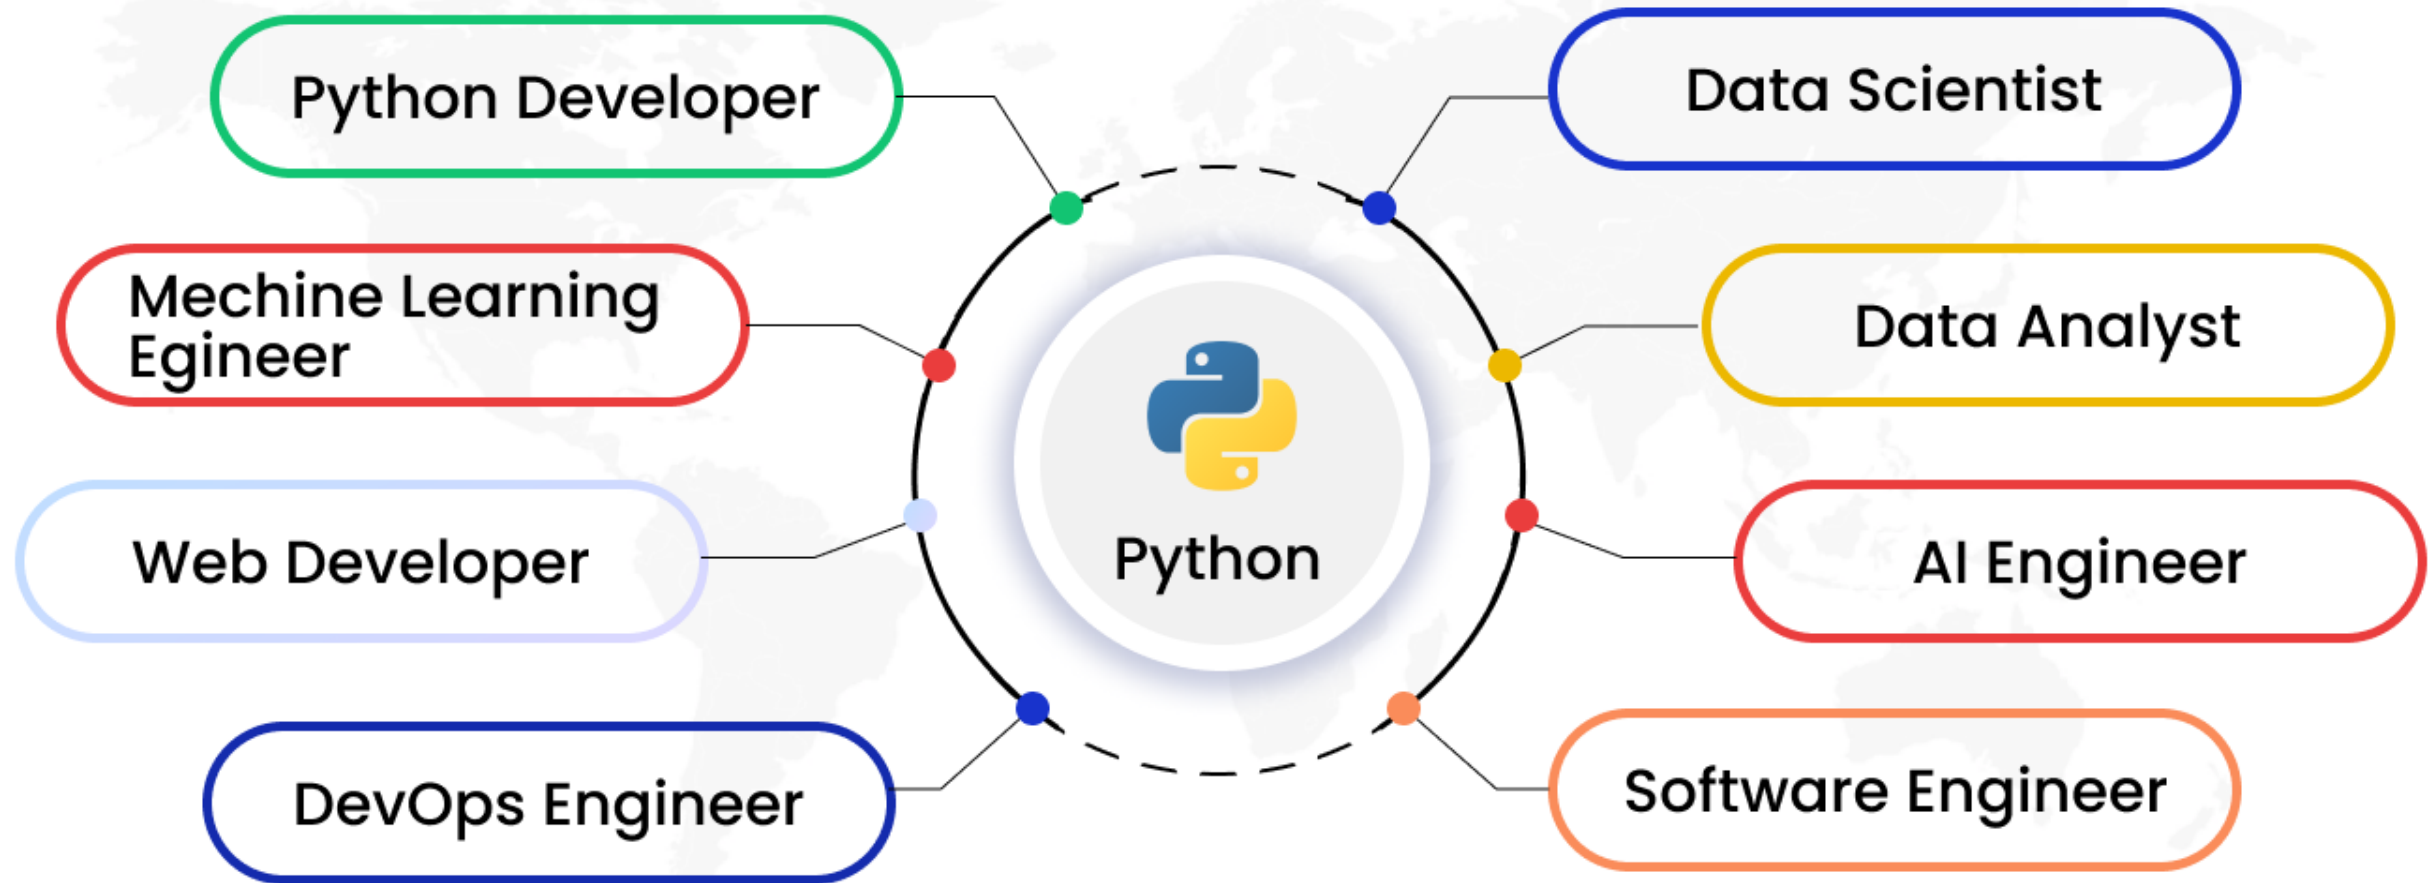 Python Developer
Mechine Learning
Egineer
Web Developer
DevOps Engineer
Python
Data Scientist
Data Analyst
AI Engineer
Software Engineer